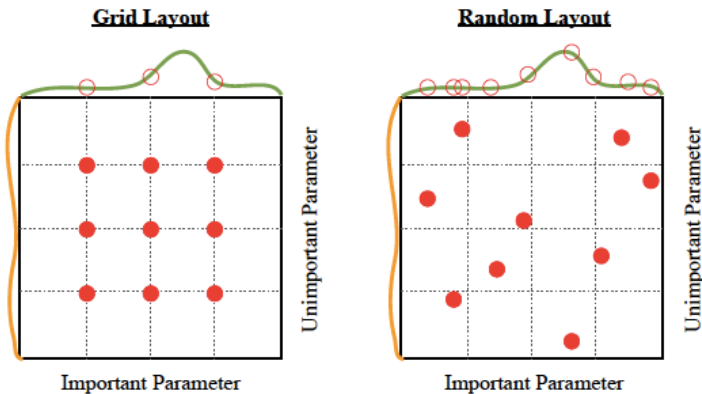 Grid Layout
Unimportant Parameter
Important Parameter
Random Layout
Unimportant Parameter
Important Parameter